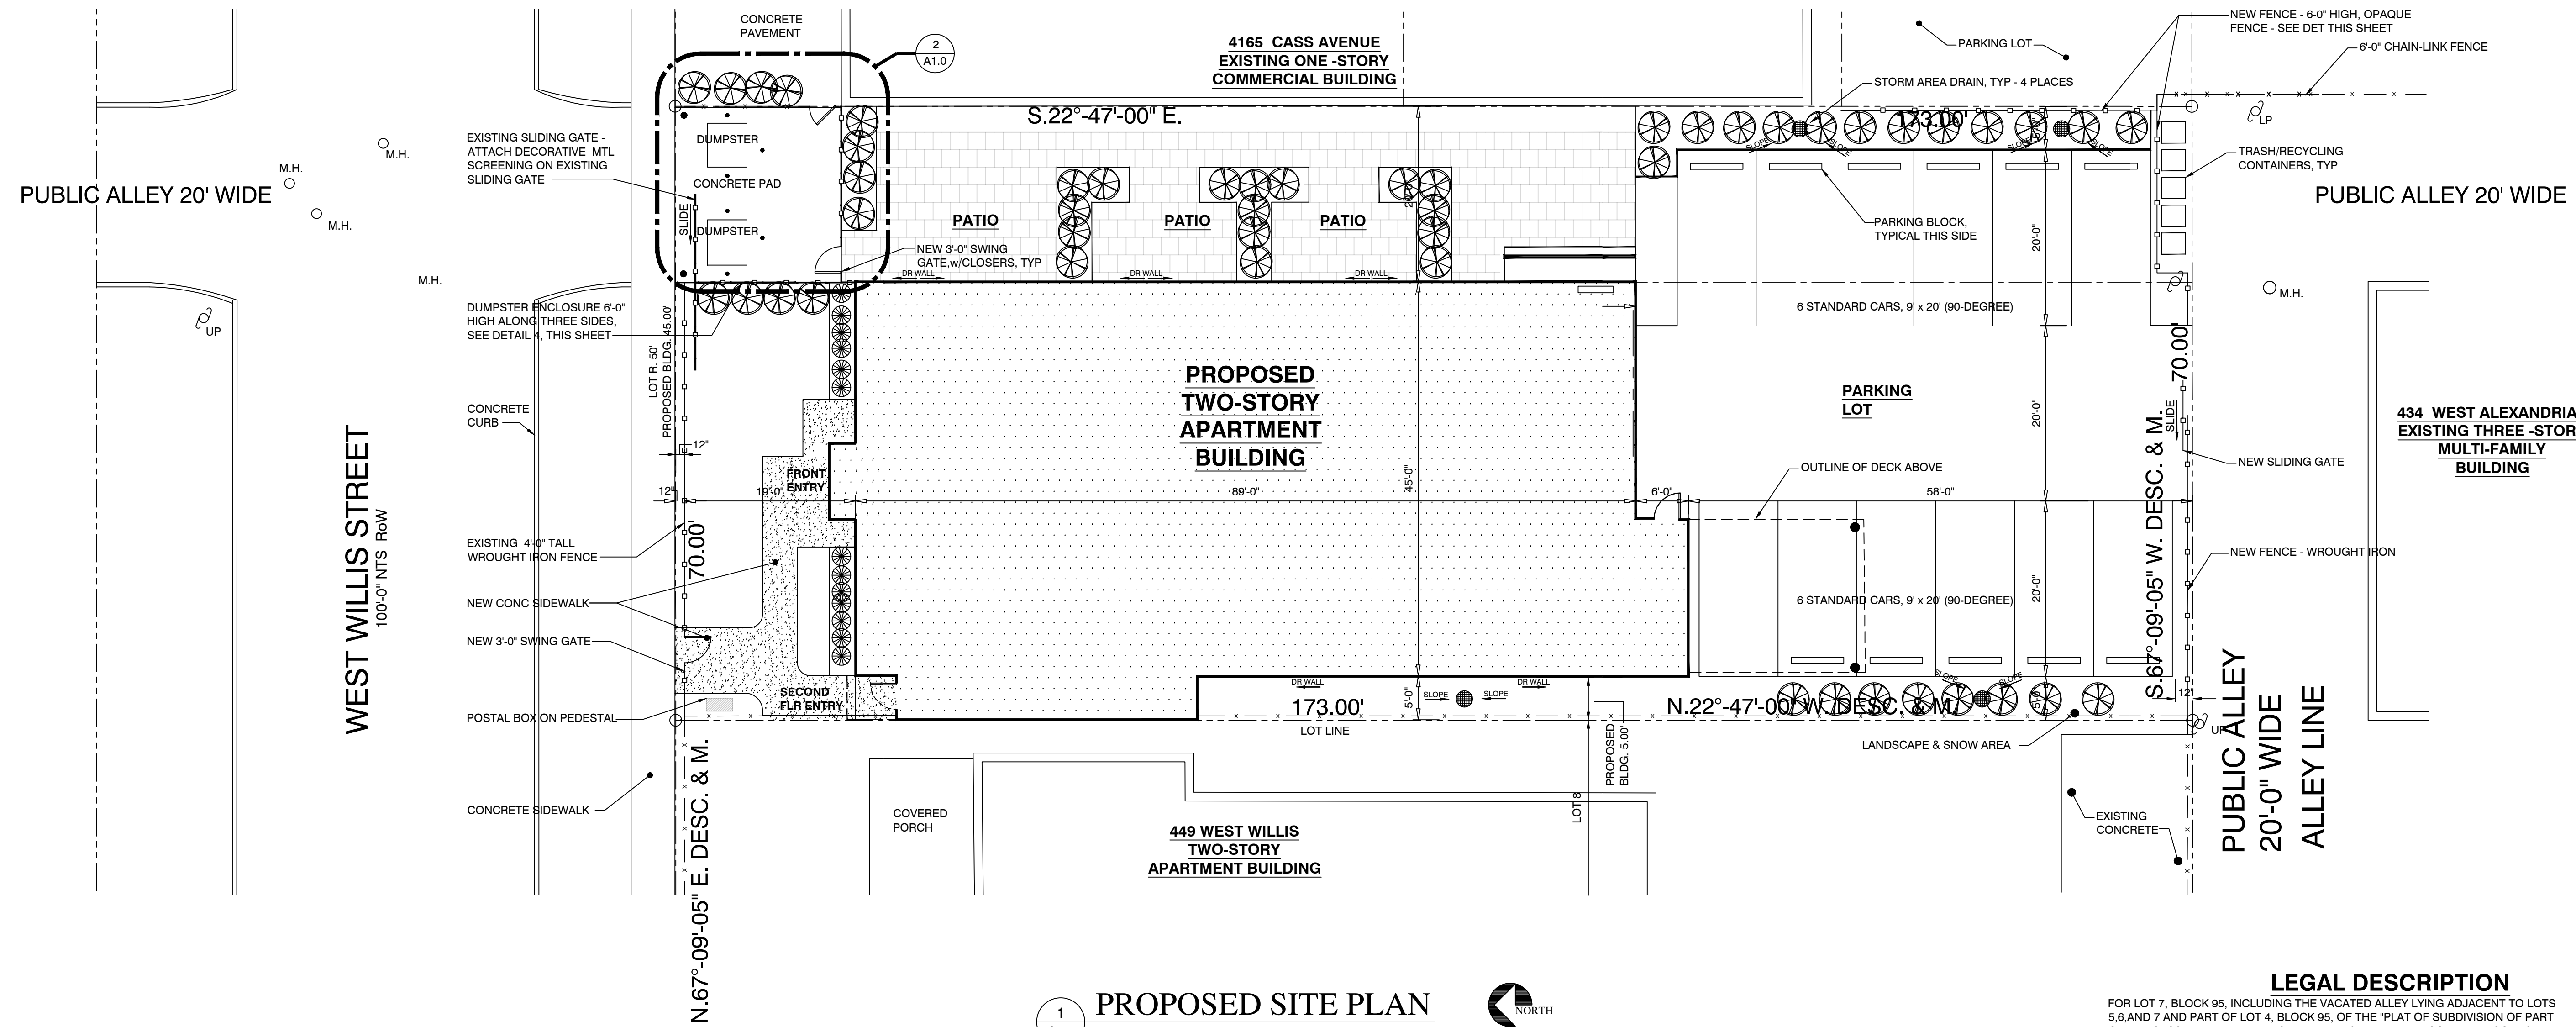 CONCRETE
PAVEMENT
2
A1.0
4165 CASS AVENUE
EXISTING ONE -STORY
COMMERCIAL BUILDING
PARKING LOT
NEW FENCE - 6-0" HIGH, OPAQUE
FENCE - SEE DET THIS SHEET
6'-0" CHAIN-LINK FENCE
STORM AREA DRAIN, TYP - 4 PLACES
S.22°-47'-00" E.
173.00'
5'-0"
LP
EXISTING SLIDING GATE -
ATTACH DECORATIVE MTL
SCREENING ON EXISTING
SLIDING GATE
M.H.
M.H.
M.H.
M.H.
PUBLIC ALLEY 20' WIDE
DUMPSTER
CONCRETE PAD
DUMPSTER
SLIDE
SLOPE
SLOPE
SLOPE
SLOPE
TRASH/RECYCLING
CONTAINERS, TYP
PUBLIC ALLEY 20' WIDE
PATIO
PATIO
PATIO
PARKING BLOCK,
TYPICAL THIS SIDE
20'-0"
NEW 3'-0" SWING
GATE,w/CLOSERS, TYP
DR WALL
DR WALL
DR WALL
M.H.
UP
DUMPSTER ENCLOSURE 6'-0"
HIGH ALONG THREE SIDES,
SEE DETAIL 4, THIS SHEET
LOT R. 50'
PROPOSED BLDG. 45.00'
6 STANDARD CARS, 9' x 20' (90-DEGREE)
70.00'
PROPOSED
TWO-STORY
APARTMENT
BUILDING
PARKING
LOT
20'-0"
SLIDE
434 WEST ALEXANDRIA
MULTI-FAMILY
BUILDING
CONCRETE
CURB
12"
FRONT
ENTRY
OUTLINE OF DECK ABOVE
NEW SLIDING GATE
12"
19'-0"
89'-0"
45'-0"
6'-0"
58'-0"
WEST WILLIS STREET
100'-0" NTS RoW
EXISTING 4'-0" TALL
WROUGHT IRON FENCE
70.00'
NEW FENCE - WROUGHT IRON
S.67°-09'-05" W. DESC. & M.
NEW CONC SIDEWALK
6 STANDARD CARS, 9' x 20' (90-DEGREE)
20'-0"
NEW 3'-0" SWING GATE
SECOND
FLR ENTRY
DR WALL
SLOPE
SLOPE
DR WALL
SLOPE
SLOPE
12"
POSTAL BOX ON PEDESTAL
173.00'
5'-0"
N.22°-47'-00" W. DESC. & M.
5'-0"
LOT LINE
UP
LANDSCAPE & SNOW AREA
PROPOSED
BLDG. 5.00'
LOT 8
PUBLIC ALLEY
20'-0" WIDE
ALLEY LINE
CONCRETE SIDEWALK
N.67°-09'-05" E. DESC. & M.
COVERED
PORCH
449 WEST WILLIS
TWO-STORY
APARTMENT BUILDING
EXISTING
CONCRETE
1
PROPOSED SITE PLAN
NORTH
LEGAL DESCRIPTION
FOR LOT 7, BLOCK 95, INCLUDING THE VACATED ALLEY LYING ADJACENT TO LOTS
5,6,AND 7 AND PART OF LOT 4, BLOCK 95, OF THE "PLAT OF SUBDIVISION OF PART